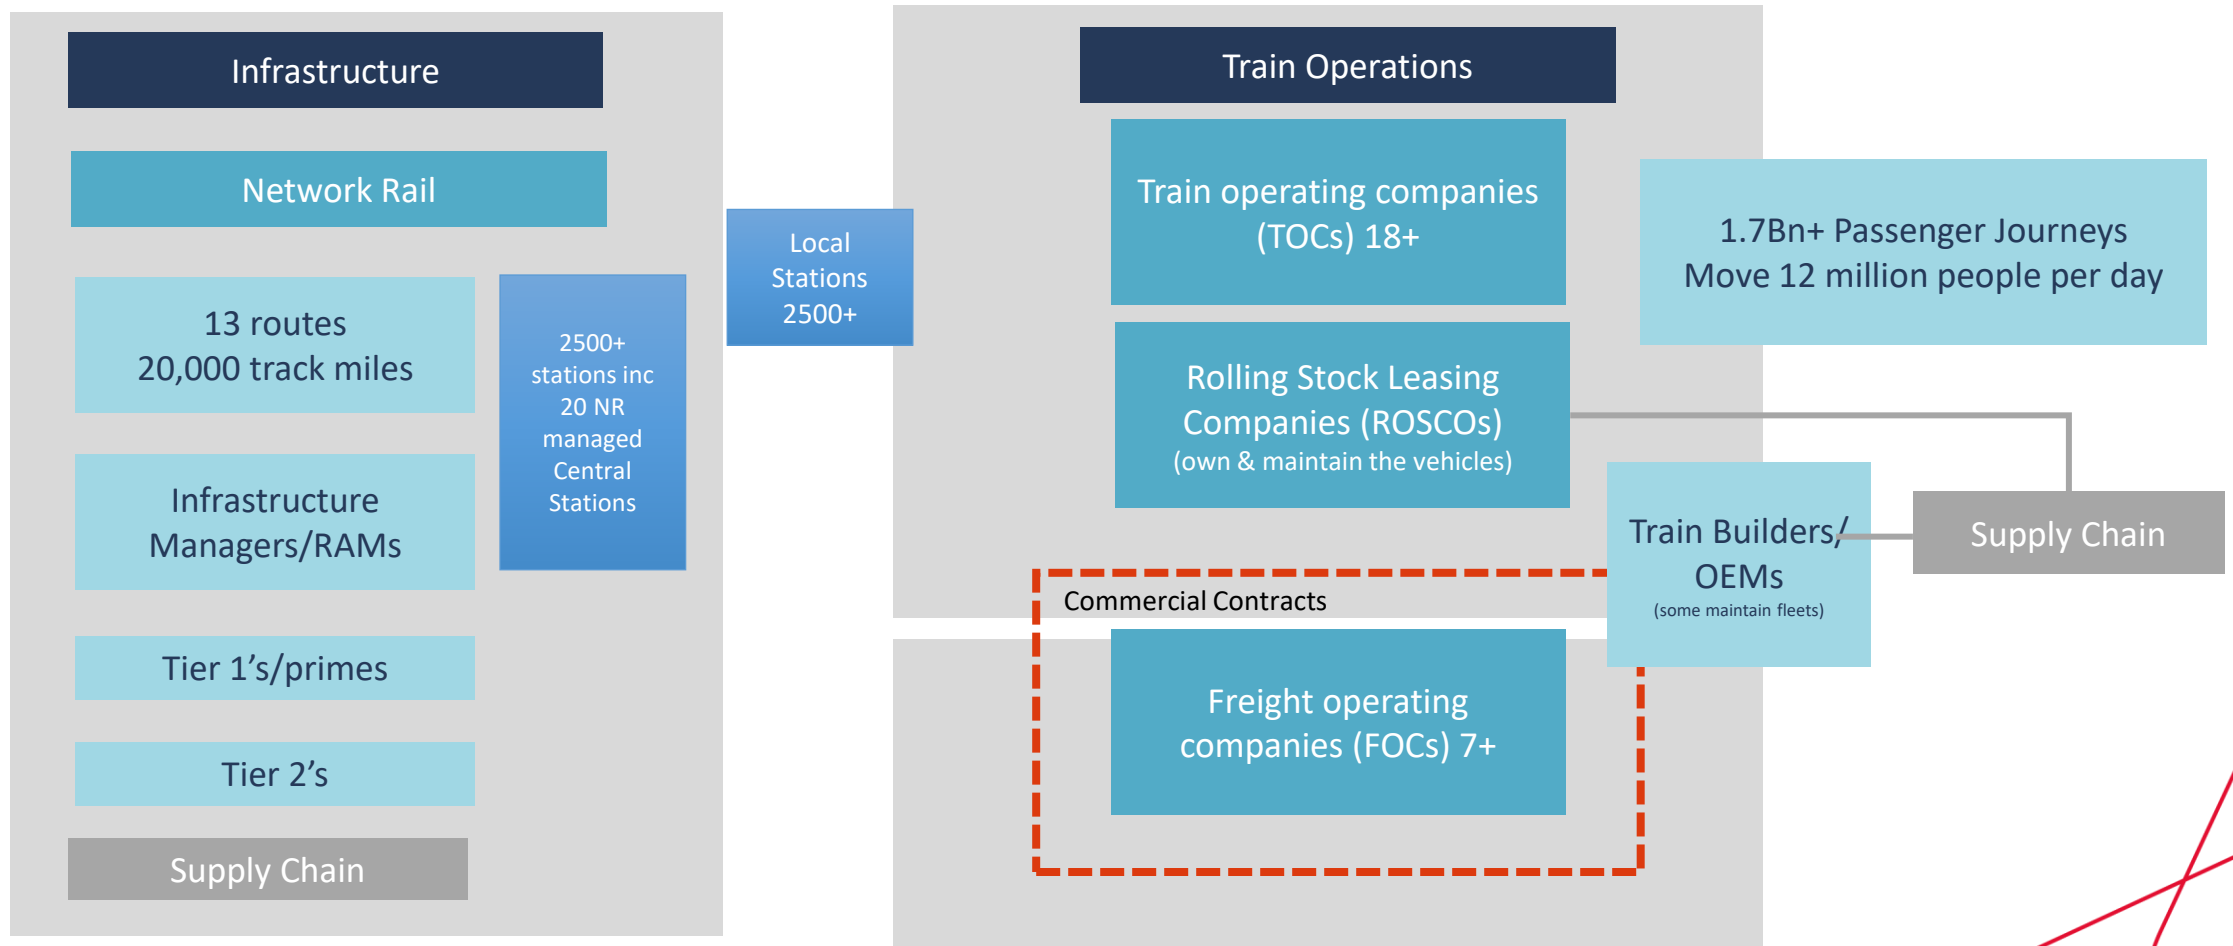 Infrastructure
Network Rail
13 routes
20,000 track miles
Infrastructure
Managers/RAMs
Tier 1’s/primes
Tier 2’s
Supply Chain
2500+
stations inc
20 NR
managed
Central
Stations
Local
Stations
2500+
Train Operations
Train operating companies
(TOCs) 18+
Rolling Stock Leasing
Companies (ROSCOs)
(own & maintain the vehicles)
Commercial Contracts
Freight operating
companies (FOCs) 7+
1.7Bn+ Passenger Journeys
Move 12 million people per day
Train Builders/
OEMs
(some maintain fleets)
Supply Chain